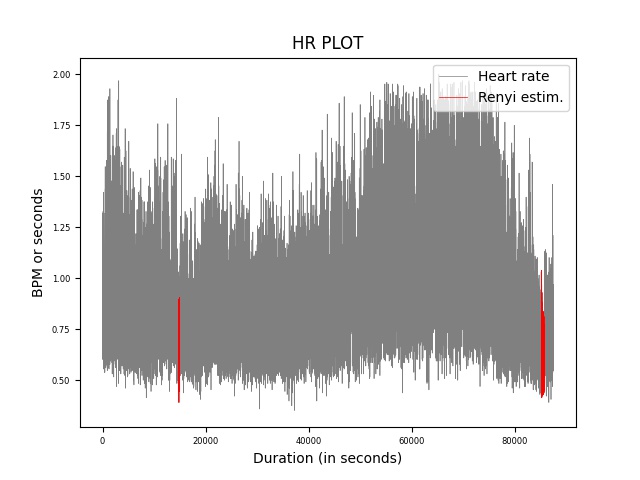 HR PLOT
Heart rate
Renyi estim.
2.00
1.75
1.50
1.25
1.00
0.75
0.50
BPM or seconds
0 20000 40000 60000 80000
Duration (in seconds)